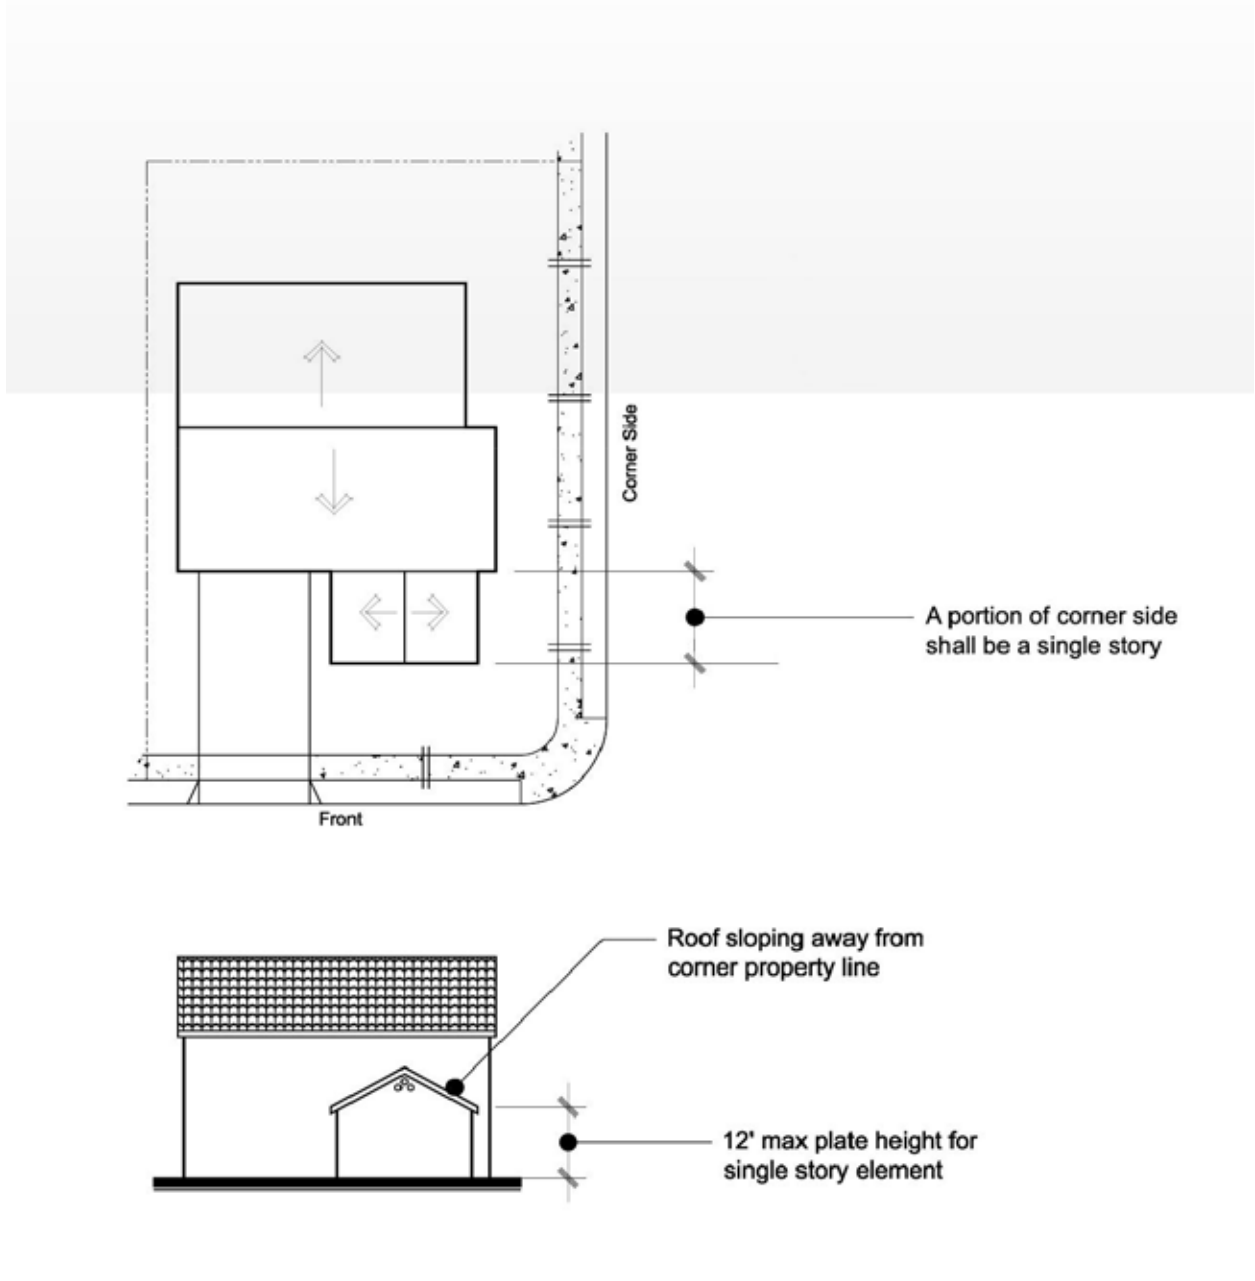 Corner Side
A portion of corner side
shall be a single story
Front
Roof sloping away from
corner property line
12' max plate height for
single story element